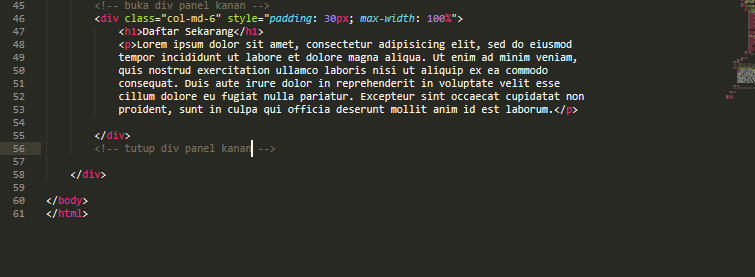 45 <!-- buka div panel kanan -->
46 <div class="col-md-6" style="padding: 30px; max-width: 100%">
47 <h1>Daftar Sekarang</h1>
48 <p>Lorem ipsum dolor sit amet, consectetur adipisicing elit, sed do eiusmod
49 tempor incididunt ut labore et dolore magna aliqua. Ut enim ad minim veniam,
50 quis nostrud exercitation ullamco laboris nisi ut aliquip ex ea commodo
51 consequat. Duis aute irure dolor in reprehenderit in voluptate velit esse
52 cillum dolore eu fugiat nulla pariatur. Excepteur sint occaecat cupidatat non
53 proident, sunt in culpa qui officia deserunt mollit anim id est laborum.</p>
54
55 </div>
56 <!-- tutup div panel kanan -->
57
58 </div>
59
60 </body>
61 </html>